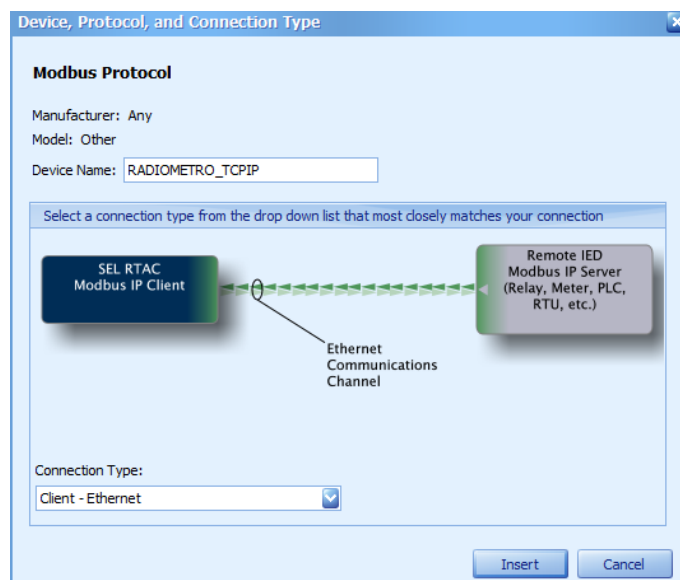 Device, Protocol, and Connection Type
Modbus Protocol
Manufacturer: Any
Model: Other
Device Name: RADIOMETRO_TCPIP
Select a connection type from the drop down list that most closely matches your connection
SEL RTAC
Modbus IP Client
Remote IED
Modbus IP Server
(Relay, Meter, PLC,
RTU, etc.)
Ethernet
Communications
Channel
Connection Type:
Client - Ethernet
Insert
Cancel